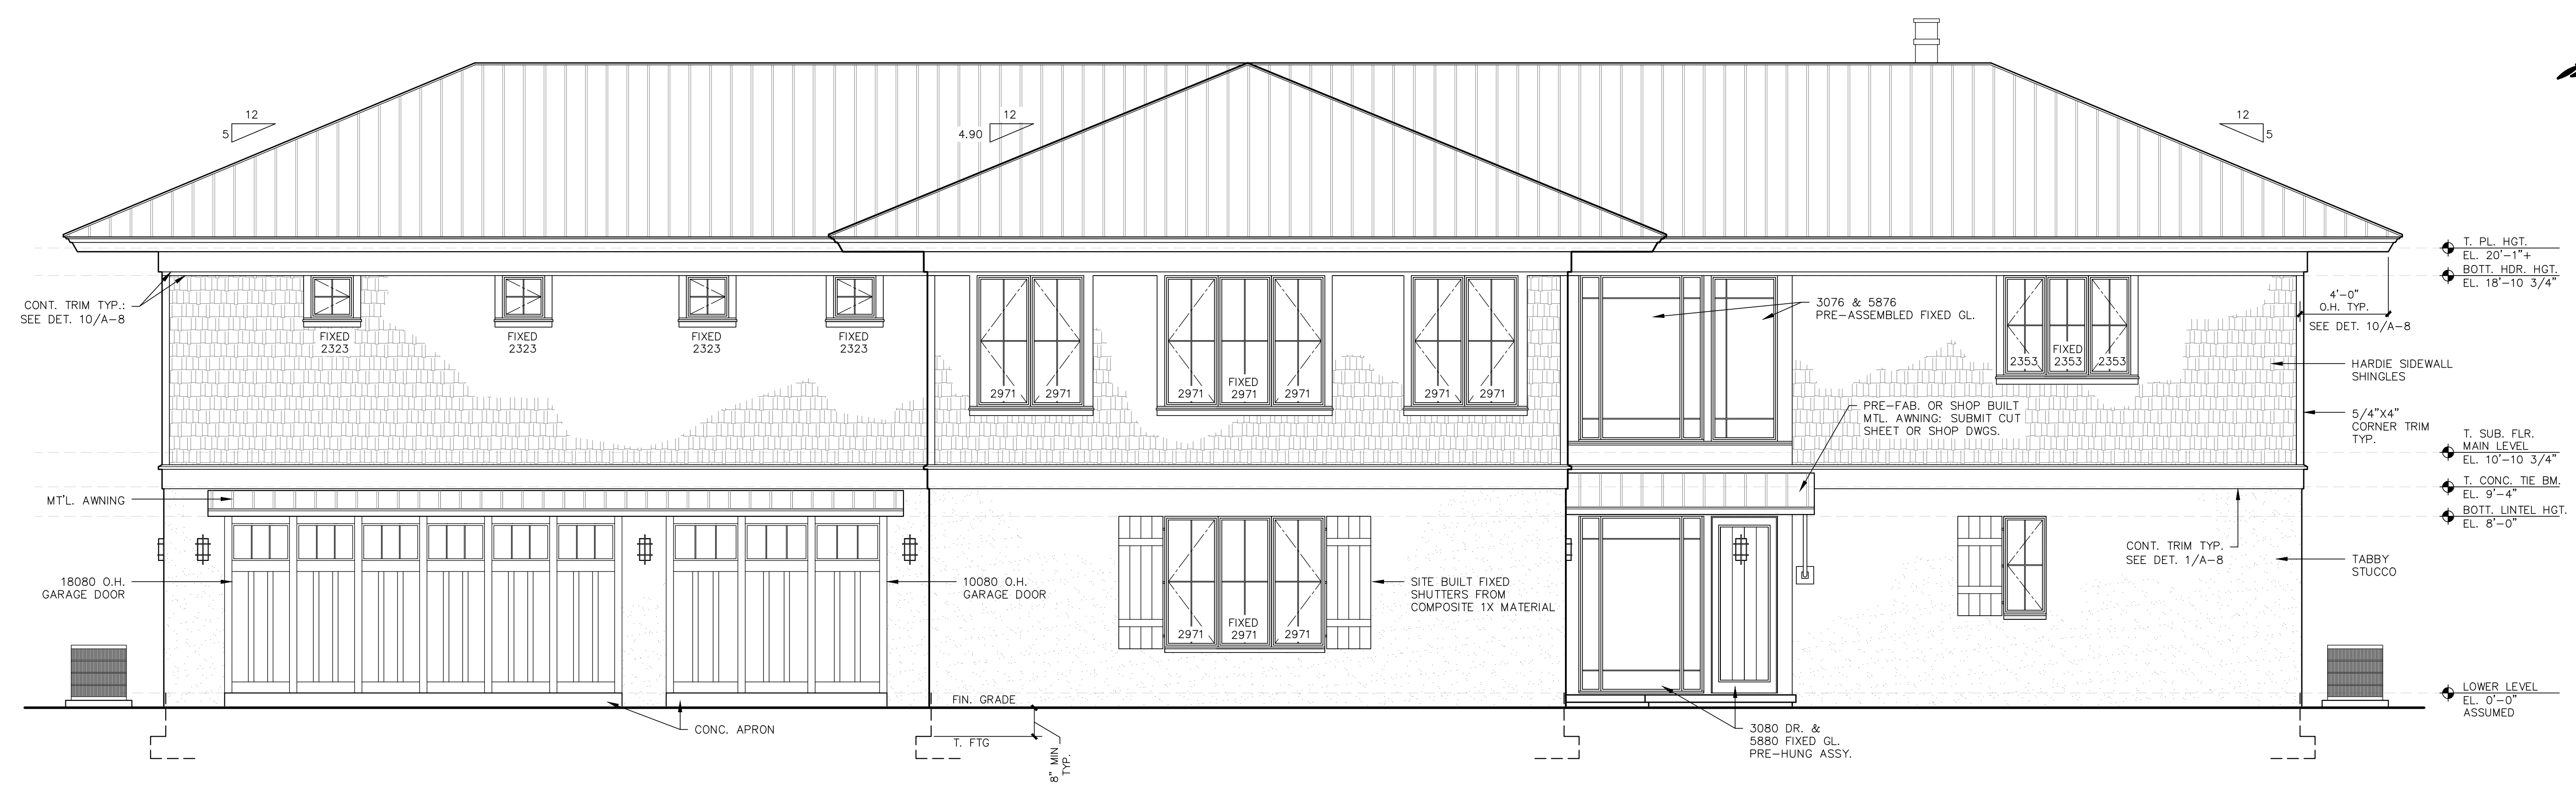 12
5
12
4.90
12
5
T. PL. HGT.
EL. 20'-1"+
BOTT. HDR. HGT.
EL. 18'-10 3/4"
CONT. TRIM TYP.:
SEE DET. 10/A-8
FIXED
2323
FIXED
2323
FIXED
2323
FIXED
2323
2971
2971
2971
FIXED
2971
2971
2971
2971
3076 & 5876
PRE-ASSEMBLED FIXED GL.
2353
FIXED
2353
2353
4'-0"
O.H. TYP.
SEE DET. 10/A-8
HARDIE SIDEWALL
SHINGLES
PRE-FAB. OR SHOP BUILT
MTL. AWNING: SUBMIT CUT
SHEET OR SHOP DWGS.
5/4"X4"
CORNER TRIM
TYP.
T. SUB. FLR.
MAIN LEVEL
EL. 10'-10 3/4"
T. CONC. TIE BM.
EL. 9'-4"
BOTT. LINTEL HGT.
EL. 8'-0"
MT'L. AWNING
18080 O.H.
GARAGE DOOR
10080 O.H.
GARAGE DOOR
2971
FIXED
2971
2971
SITE BUILT FIXED
SHUTTERS FROM
COMPOSITE 1X MATERIAL
CONT. TRIM TYP.
SEE DET. 1/A-8
TABBY
STUCCO
LOWER LEVEL
EL. 0'-0"
ASSUMED
FIN. GRADE
CONC. APRON
T. FTG
8" MIN
TYP.
3080 DR. &
5880 FIXED GL.
PRE-HUNG ASSY.